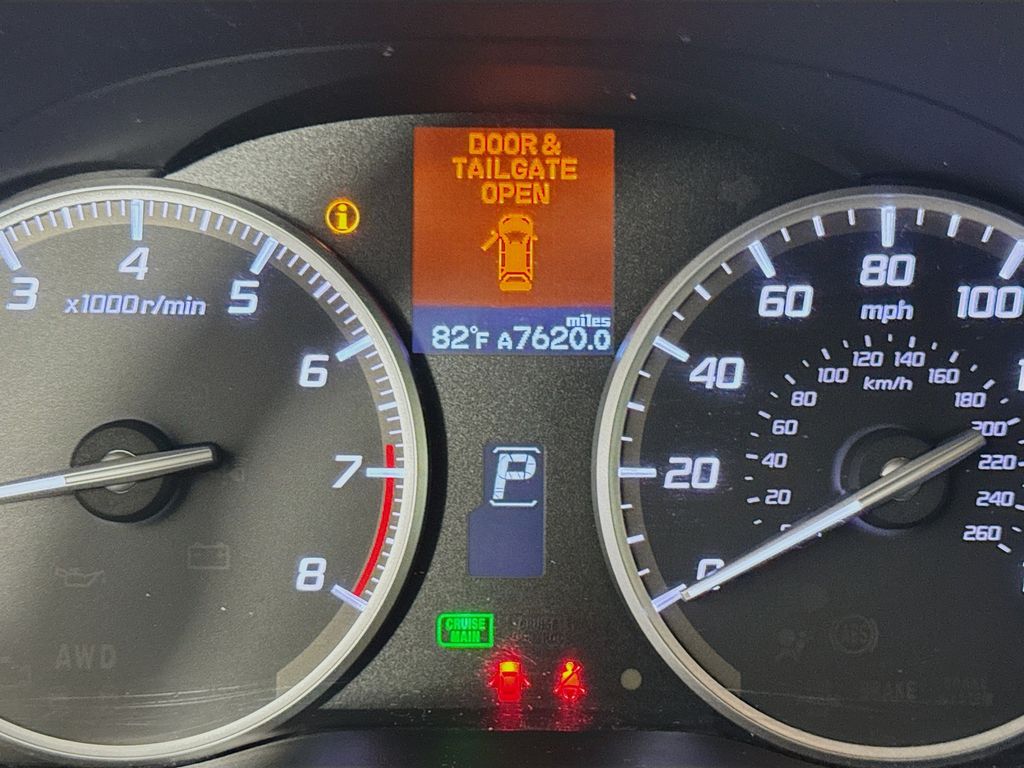 DOOR &
TAILGATE
OPEN
i
miles
82°F A7620.0
3
4
5
6
7
8
x1000r/min
AWD
P
CRUISE
MAIN
0
20
40
60
80
100
mph
20
40
60
80
100
120
140
160
180
200
220
240
260
km/h
ABS
BRAKE